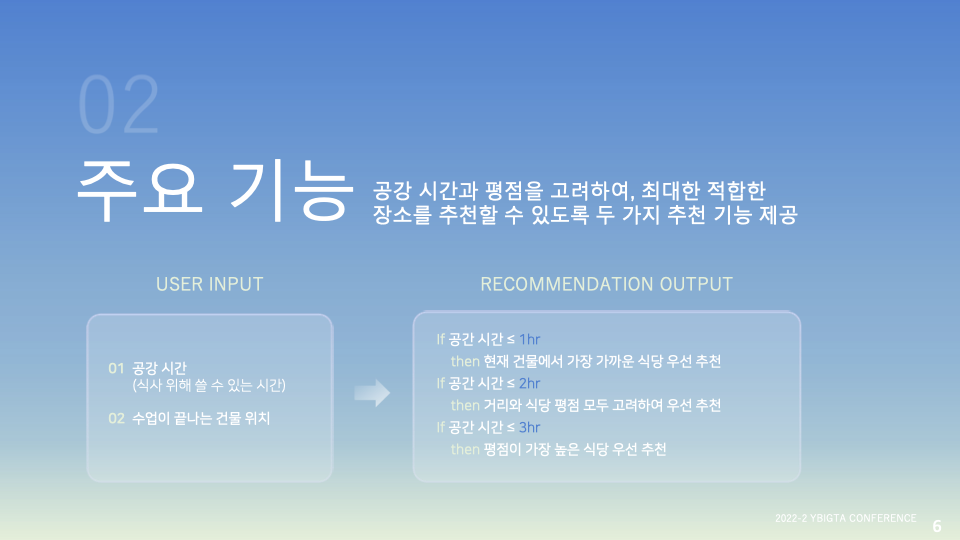 02
주요 기능
공강 시간과 평점을 고려하여, 최대한 적합한
장소를 추천할 수 있도록 두 가지 추천 기능 제공
USER INPUT
01 공강 시간
(식사 위해 쓸 수 있는 시간)
02 수업이 끝나는 건물 위치
RECOMMENDATION OUTPUT
If 공간 시간 ≤ 1hr
then 현재 건물에서 가장 가까운 식당 우선 추천
If 공간 시간 ≤ 2hr
then 거리와 식당 평점 모두 고려하여 우선 추천
If 공간 시간 ≤ 3hr
then 평점이 가장 높은 식당 우선 추천
2022-2 YBIGTA CONFERENCE
6